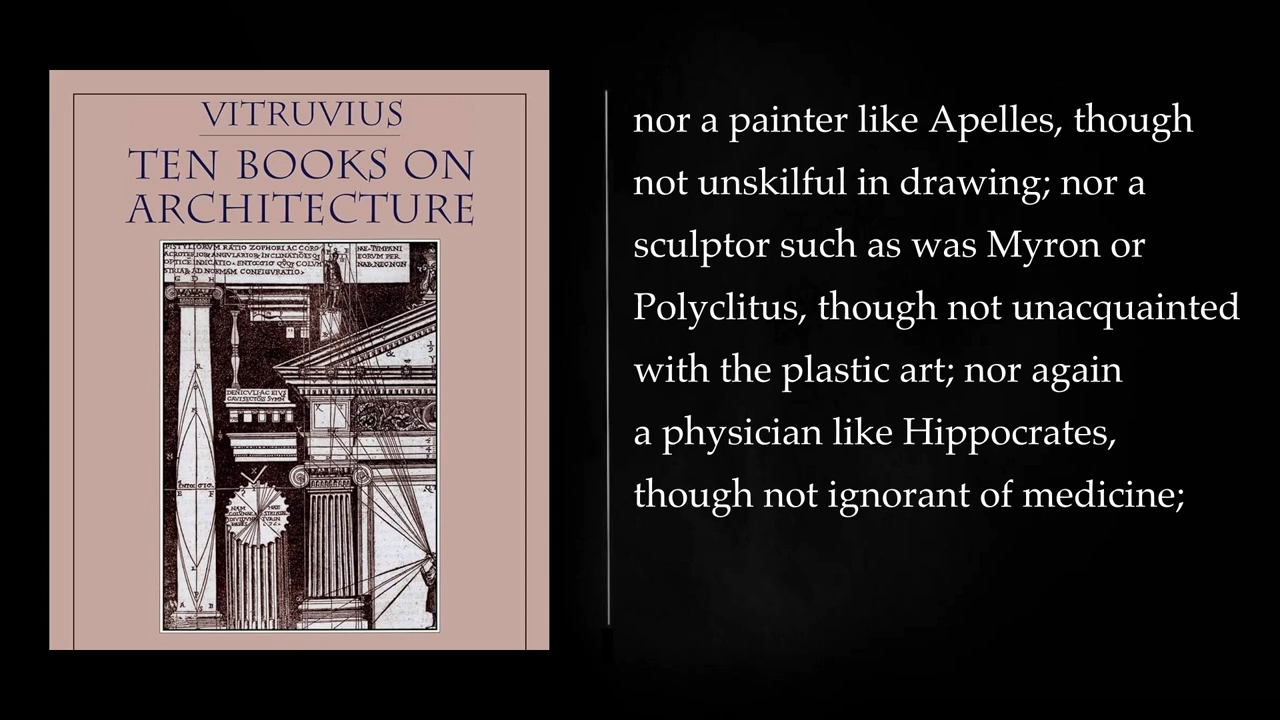 VITRUVIUS
TEN BOOKS ON
ARCHITECTURE
nor a painter like Apelles, though
not unskilful in drawing; nor a
sculptor such as was Myron or
Polyclitus, though not unacquainted
with the plastic art; nor again
a physician like Hippocrates,
though not ignorant of medicine;